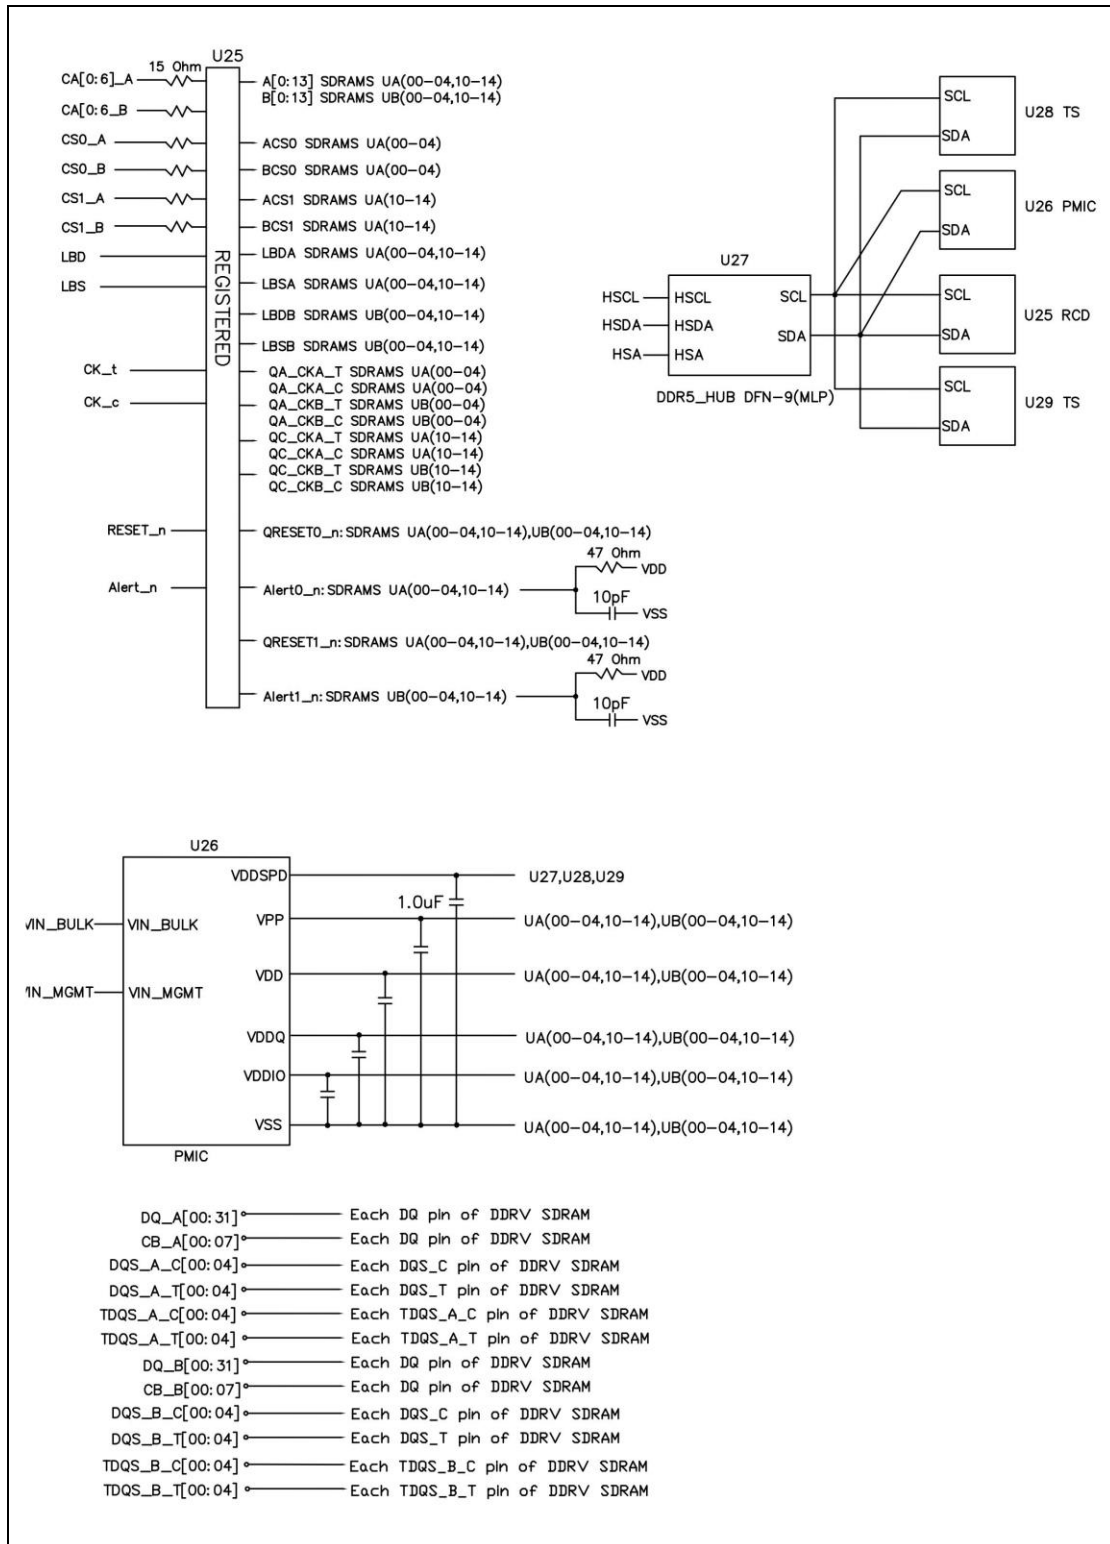 U25
15 Ohm
CA[0:6]_A
A[0:13] SDRAMS UA(00-04,10-14)
B[0:13] SDRAMS UB(00-04,10-14)
CA[0:6_B
CS0_A
ACS0 SDRAMS UA(00-04)
CS0_B
BCS0 SDRAMS UA(00-04)
CS1_A
ACS1 SDRAMS UA(10-14)
CS1_B
BCS1 SDRAMS UA(10-14)
LBD
LBDA SDRAMS UA(00-04,10-14)
LBS
LBSA SDRAMS UA(00-04,10-14)
LBDB SDRAMS UB(00-04,10-14)
LBSB SDRAMS UB(00-04,10-14)
REGISTERED
CK_t
QA_CKA_T SDRAMS UA(00-04)
QA_CKA_C SDRAMS UA(00-04)
CK_c
QA_CKB_T SDRAMS UB(00-04)
QA_CKB_C SDRAMS UB(00-04)
QC_CKA_T SDRAMS UA(10-14)
QC_CKA_C SDRAMS UA(10-14)
QC_CKB_T SDRAMS UB(10-14)
QC_CKB_C SDRAMS UB(10-14)
RESET_n
QRESET0_n: SDRAMS UA(00-04,10-14),UB(00-04,10-14)
47 Ohm
VDD
Alert_n
Alert0_n: SDRAMS UA(00-04,10-14)
10pF
VSS
QRESET1_n: SDRAMS UA(00-04,10-14),UB(00-04,10-14)
47 Ohm
VDD
Alert1_n: SDRAMS UB(00-04,10-14)
10pF
VSS
SCL
U28 TS
SDA
SCL
U26 PMIC
SDA
U27
HSCL
HSCL
SCL
HSDA
HSDA
SDA
HSA
HSA
DDR5_HUB DFN-9(MLP)
SCL
U25 RCD
SDA
SCL
U29 TS
SDA
U26
VDDSPD
U27,U28,U29
1.0uF
VIN_BULK
VIN_BULK
VPP
UA(00-04,10-14),UB(00-04,10-14)
VDD
UA(00-04,10-14),UB(00-04,10-14)
VIN_MGMT
VIN_MGMT
VDDQ
UA(00-04,10-14),UB(00-04,10-14)
VDDIO
UA(00-04,10-14),UB(00-04,10-14)
VSS
UA(00-04,10-14),UB(00-04,10-14)
PMIC
DQ_A[00:31] Each DQ pin of DDRV SDRAM
CB_A[00:07] Each DQ pin of DDRV SDRAM
DQS_A_C[00:04] Each DQS_C pin of DDRV SDRAM
DQS_A_T[00:04] Each DQS_T pin of DDRV SDRAM
TDQS_A_C[00:04] Each TDQS_A_C pin of DDRV SDRAM
TDQS_A_T[00:04] Each TDQS_A_T pin of DDRV SDRAM
DQ_B[00:31] Each DQ pin of DDRV SDRAM
CB_B[00:07] Each DQ pin of DDRV SDRAM
DQS_B_C[00:04] Each DQS_C pin of DDRV SDRAM
DQS_B_T[00:04] Each DQS_T pin of DDRV SDRAM
TDQS_B_C[00:04] Each TDQS_B_C pin of DDRV SDRAM
TDQS_B_T[00:04] Each TDQS_B_T pin of DDRV SDRAM